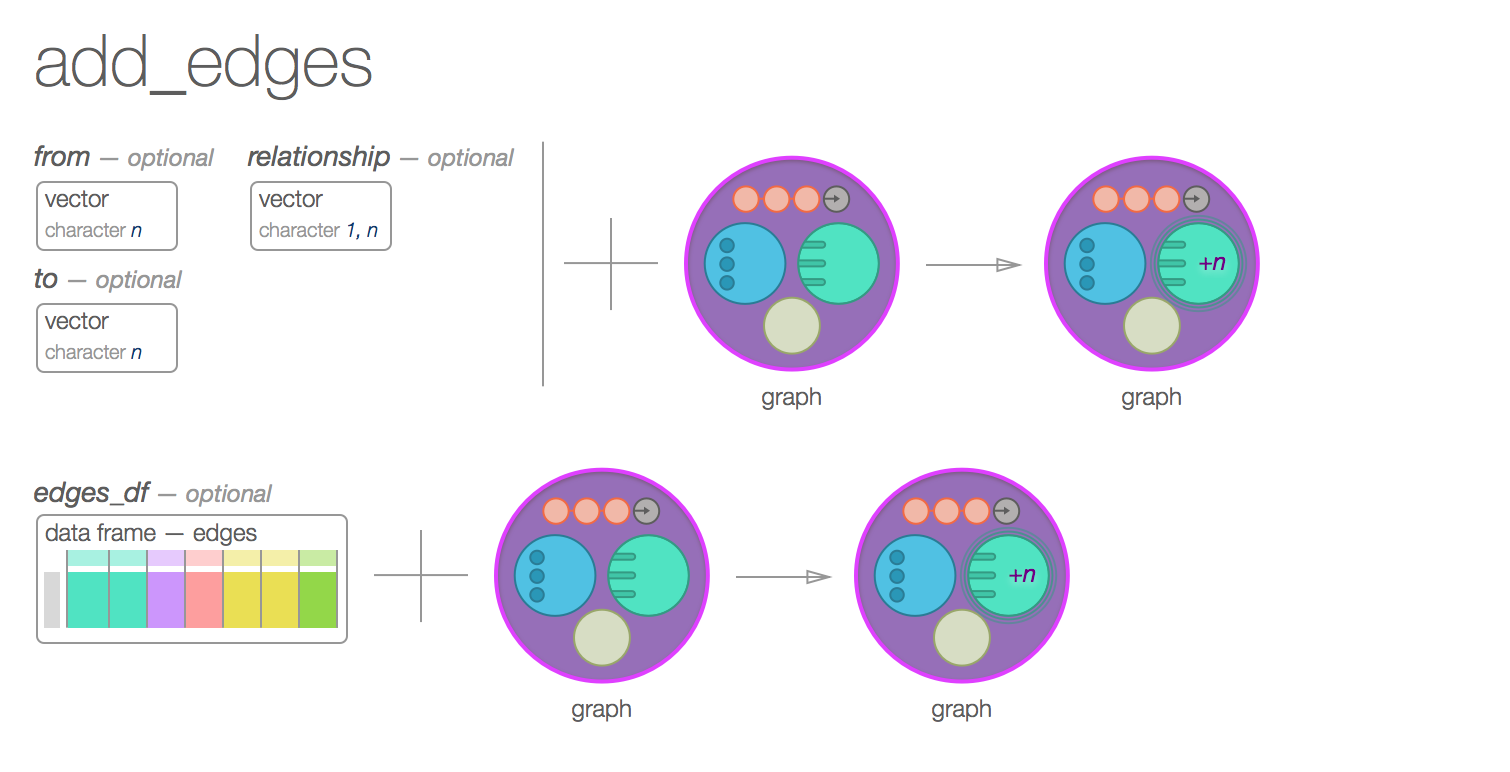 add_edges
from — optional
relationship — optional
vector
character n
vector
character 1, n
to — optional
vector
character n
+n
graph
graph
edges_df — optional
data frame — edges
+n
graph
graph